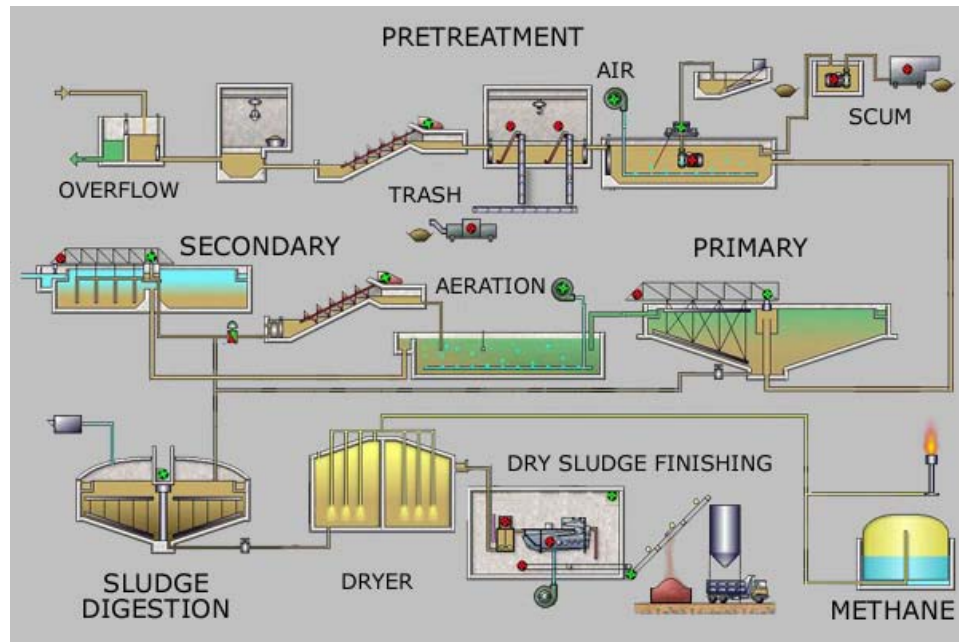 PRETREATMENT
AIR
SCUM
OVERFLOW
TRASH
SECONDARY
PRIMARY
AERATION
DRY SLUDGE FINISHING
SLUDGE
DIGESTION
DRYER
METHANE